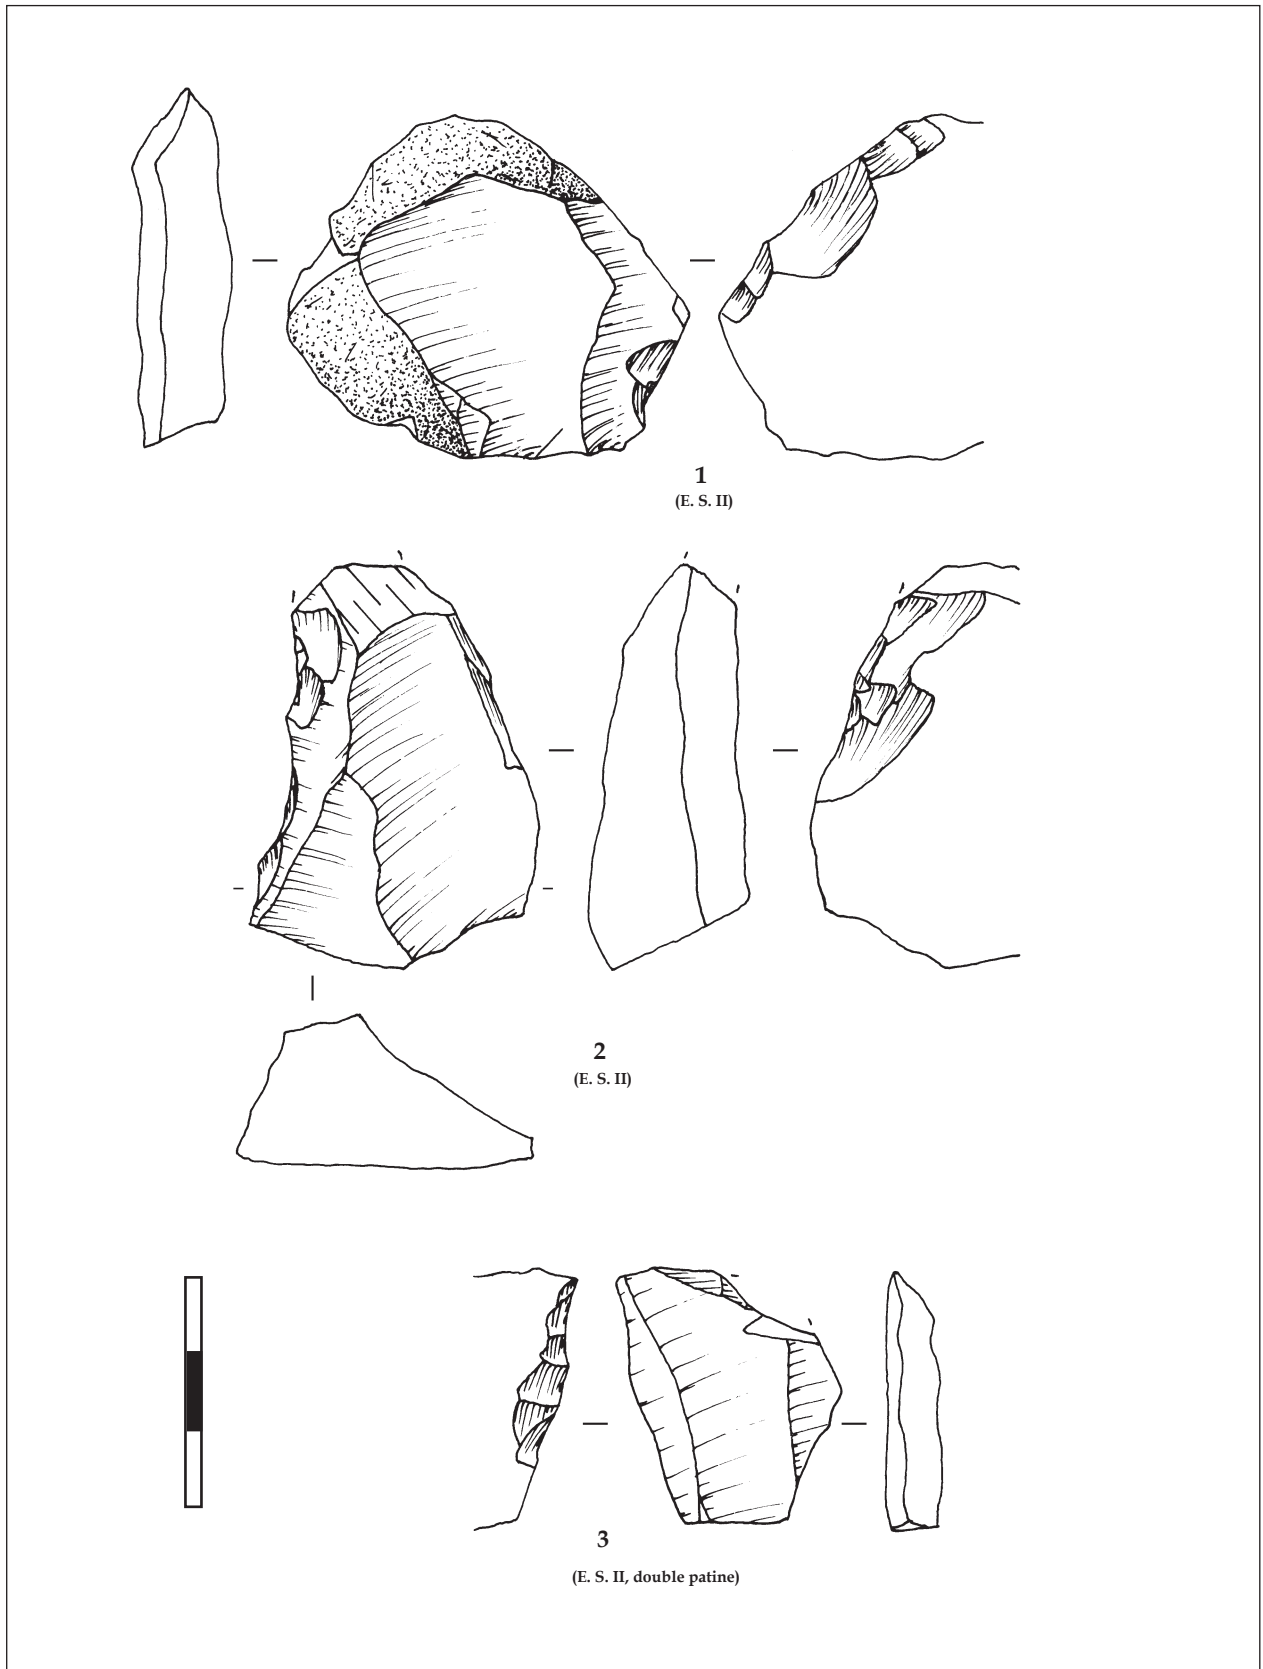 1
(E. S. II)
2
(E. S. II)
3
(E. S. II, double patine)